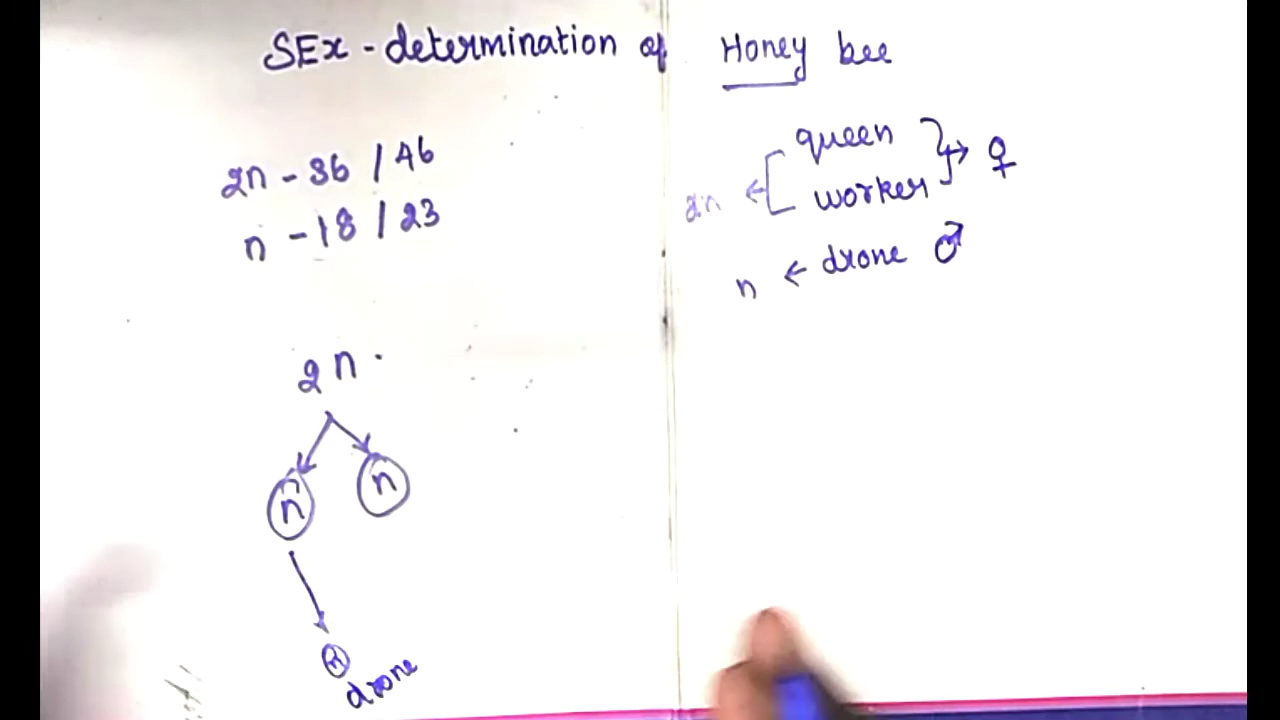 SEx - determination of Honey bee
2n - 36 / 46
n - 18 / 23
queen
worker
→ ♀
2n ←
n ← drone ♂
2n
n n
n
drone